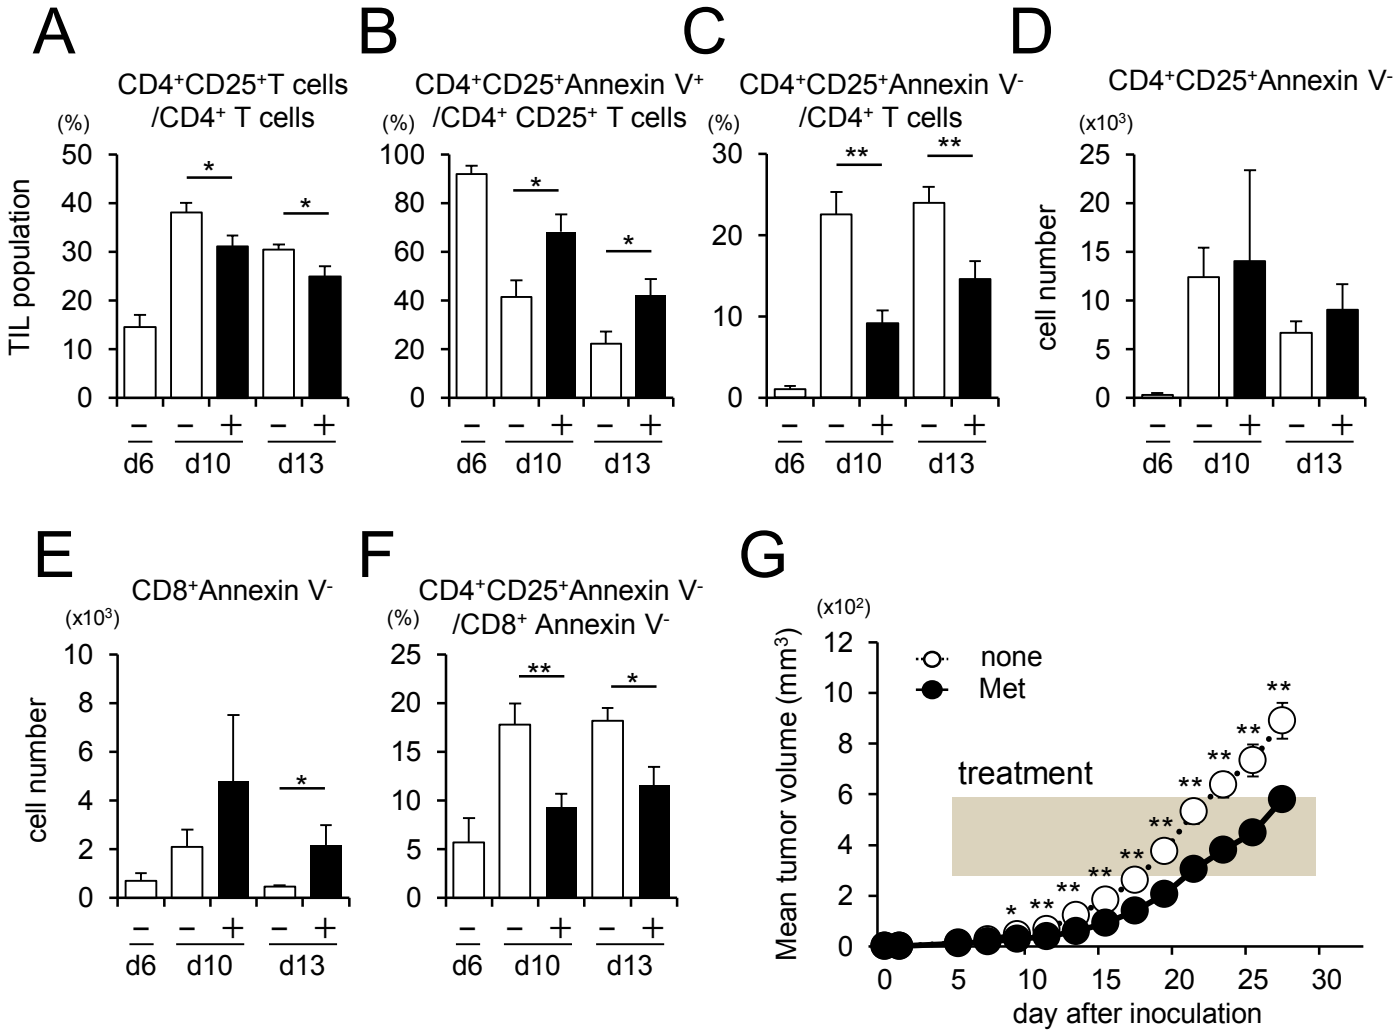 A
CD4⁺CD25⁺T cells
/CD4⁺ T cells
(%)
TIL population
50
40
30
20
10
0
*
*
− − + − +
d6 d10 d13
B
CD4⁺CD25⁺Annexin V⁺
/CD4⁺ CD25⁺ T cells
(%)
100
80
60
40
20
0
*
*
− − + − +
d6 d10 d13
C
CD4⁺CD25⁺Annexin V⁻
/CD4⁺ T cells
(%)
30
20
10
0
**
**
− − + − +
d6 d10 d13
D
CD4⁺CD25⁺Annexin V⁻
(x10³)
cell number
25
20
15
10
5
0
− − + − +
d6 d10 d13
E
CD8⁺Annexin V⁻
(x10³)
cell number
10
8
6
4
2
0
*
− − + − +
d6 d10 d13
F
CD4⁺CD25⁺Annexin V⁻
/CD8⁺ Annexin V⁻
(%)
25
20
15
10
5
0
**
*
− − + − +
d6 d10 d13
G
(x10²)
Mean tumor volume (mm³)
12
10
8
6
4
2
0
none
Met
treatment
* ** ** ** ** ** ** ** ** **
0 5 10 15 20 25 30
day after inoculation